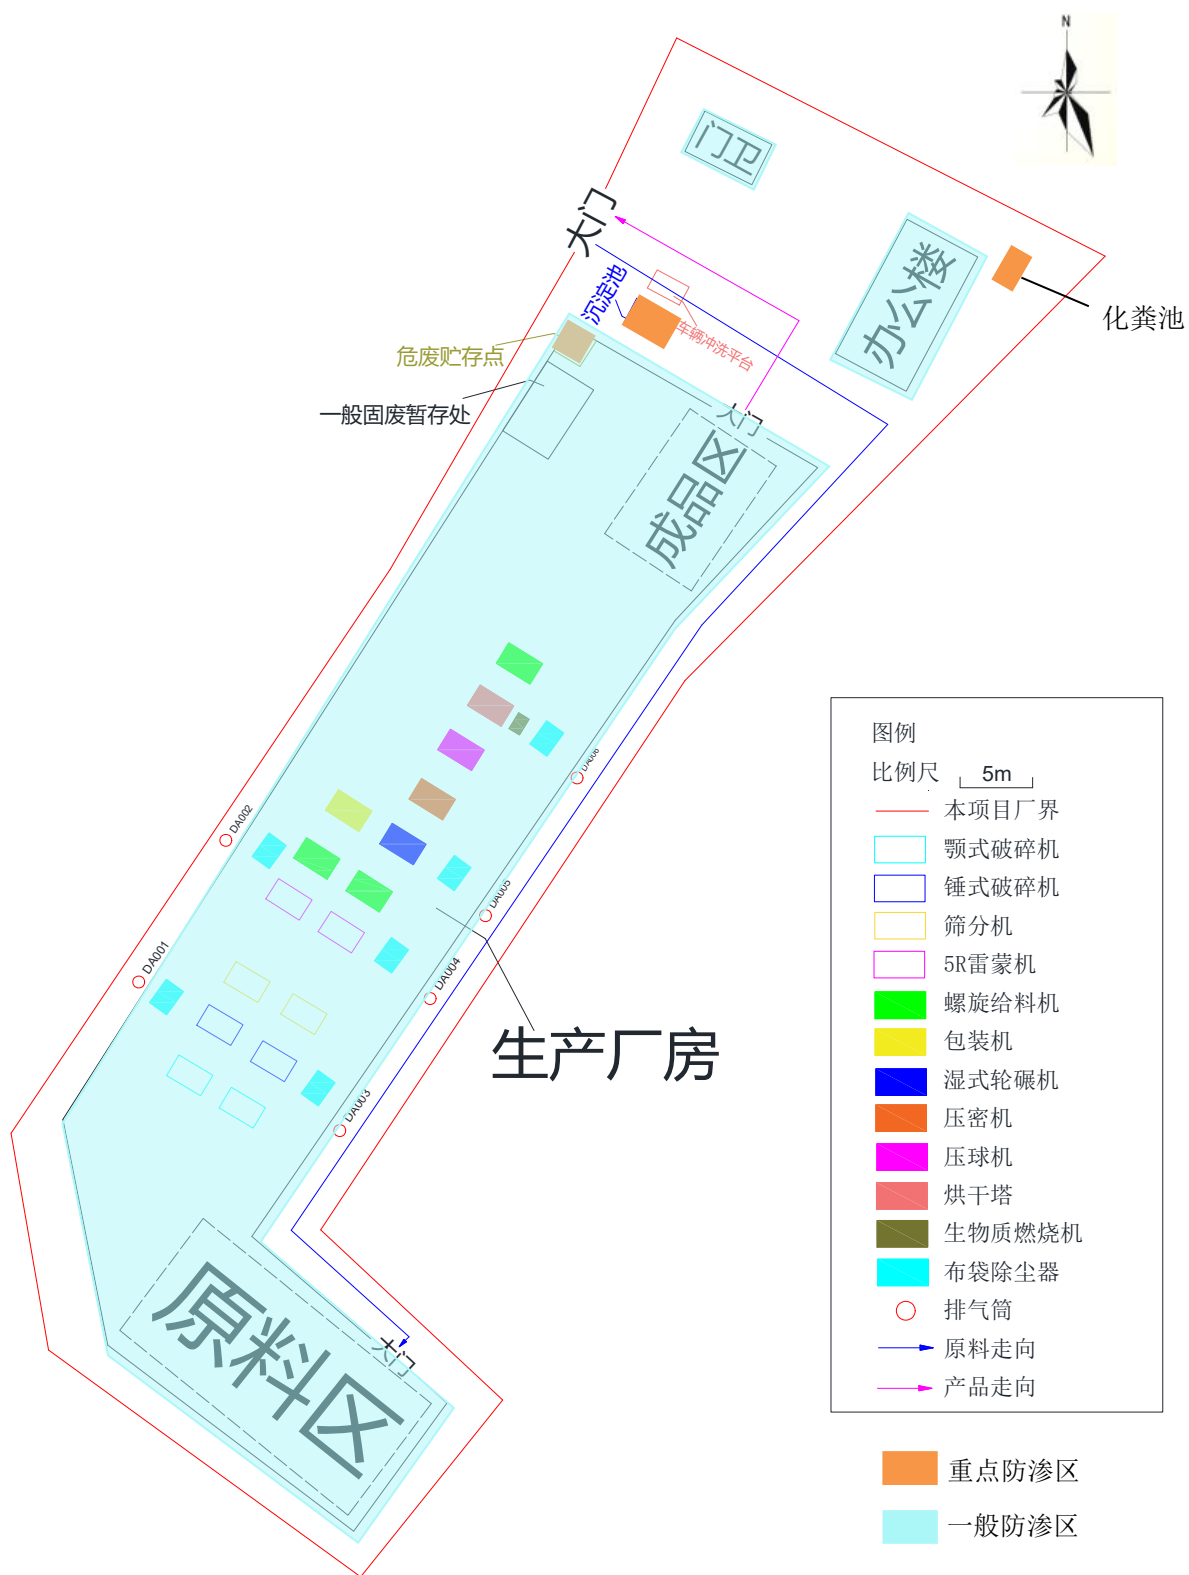 N
门卫
大门
办公楼
化粪池
沉淀池
车辆冲洗平台
危废贮存点
一般固废暂存处
大门
成品区
DA006
DA002
DA005
DA001
DA004
生产厂房
DA003
大门
原料区
图例
比例尺 5m
本项目厂界
颚式破碎机
锤式破碎机
筛分机
5R雷蒙机
螺旋给料机
包装机
湿式轮碾机
压密机
压球机
烘干塔
生物质燃烧机
布袋除尘器
排气筒
原料走向
产品走向
重点防渗区
一般防渗区